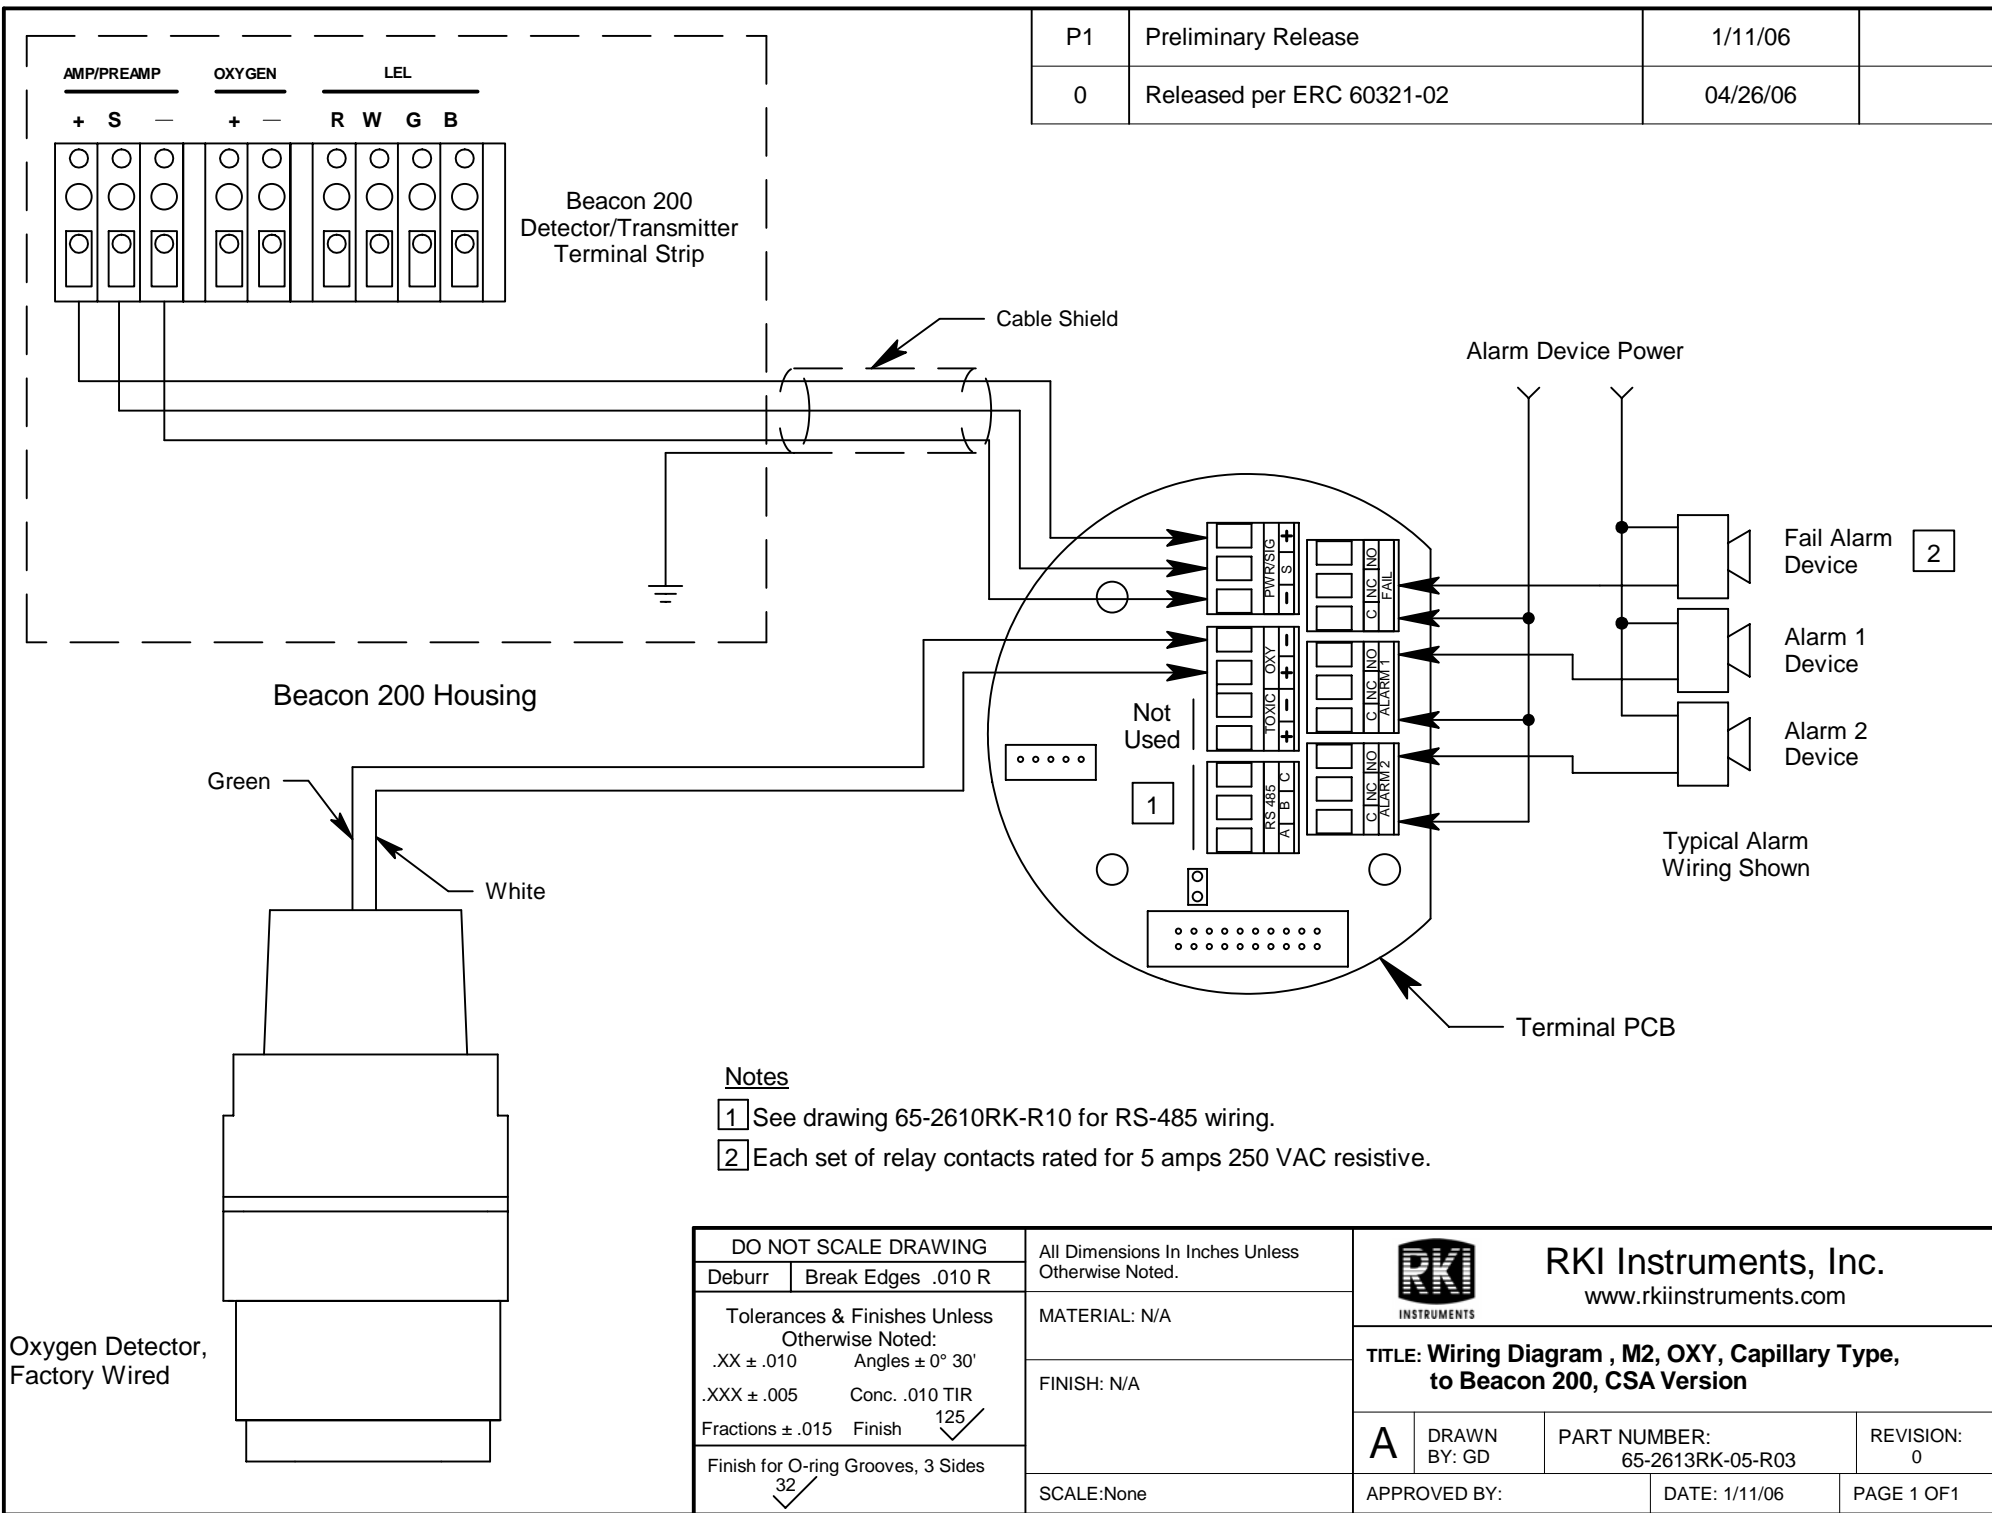 P1 Preliminary Release 1/11/06
0 Released per ERC 60321-02 04/26/06
AMP/PREAMP OXYGEN LEL
+ S — + — R W G B
Beacon 200
Detector/Transmitter
Terminal Strip
Cable Shield
Alarm Device Power
Beacon 200 Housing
PWR/SIG
+ S -
OXY
- +
TOXIC
- +
RS 485
A B C
C NC NO
FAIL
C NC NO
ALARM 1
C NC NO
ALARM 2
Not
Used
1
Fail Alarm
Device
2
Alarm 1
Device
Alarm 2
Device
Typical Alarm
Wiring Shown
Green
White
Terminal PCB
Oxygen Detector,
Factory Wired
Notes
1 See drawing 65-2610RK-R10 for RS-485 wiring.
2 Each set of relay contacts rated for 5 amps 250 VAC resistive.
DO NOT SCALE DRAWING
Deburr Break Edges .010 R
Tolerances & Finishes Unless
Otherwise Noted:
.XX ± .010 Angles ± 0° 30'
.XXX ± .005 Conc. .010 TIR
Fractions ± .015 Finish 125
Finish for O-ring Grooves, 3 Sides
32
All Dimensions In Inches Unless
Otherwise Noted.
MATERIAL: N/A
FINISH: N/A
SCALE:None
RKI
INSTRUMENTS
RKI Instruments, Inc.
www.rkiinstruments.com
TITLE: Wiring Diagram , M2, OXY, Capillary Type,
to Beacon 200, CSA Version
A
DRAWN
BY: GD
PART NUMBER:
65-2613RK-05-R03
REVISION:
0
APPROVED BY:
DATE: 1/11/06
PAGE 1 OF1